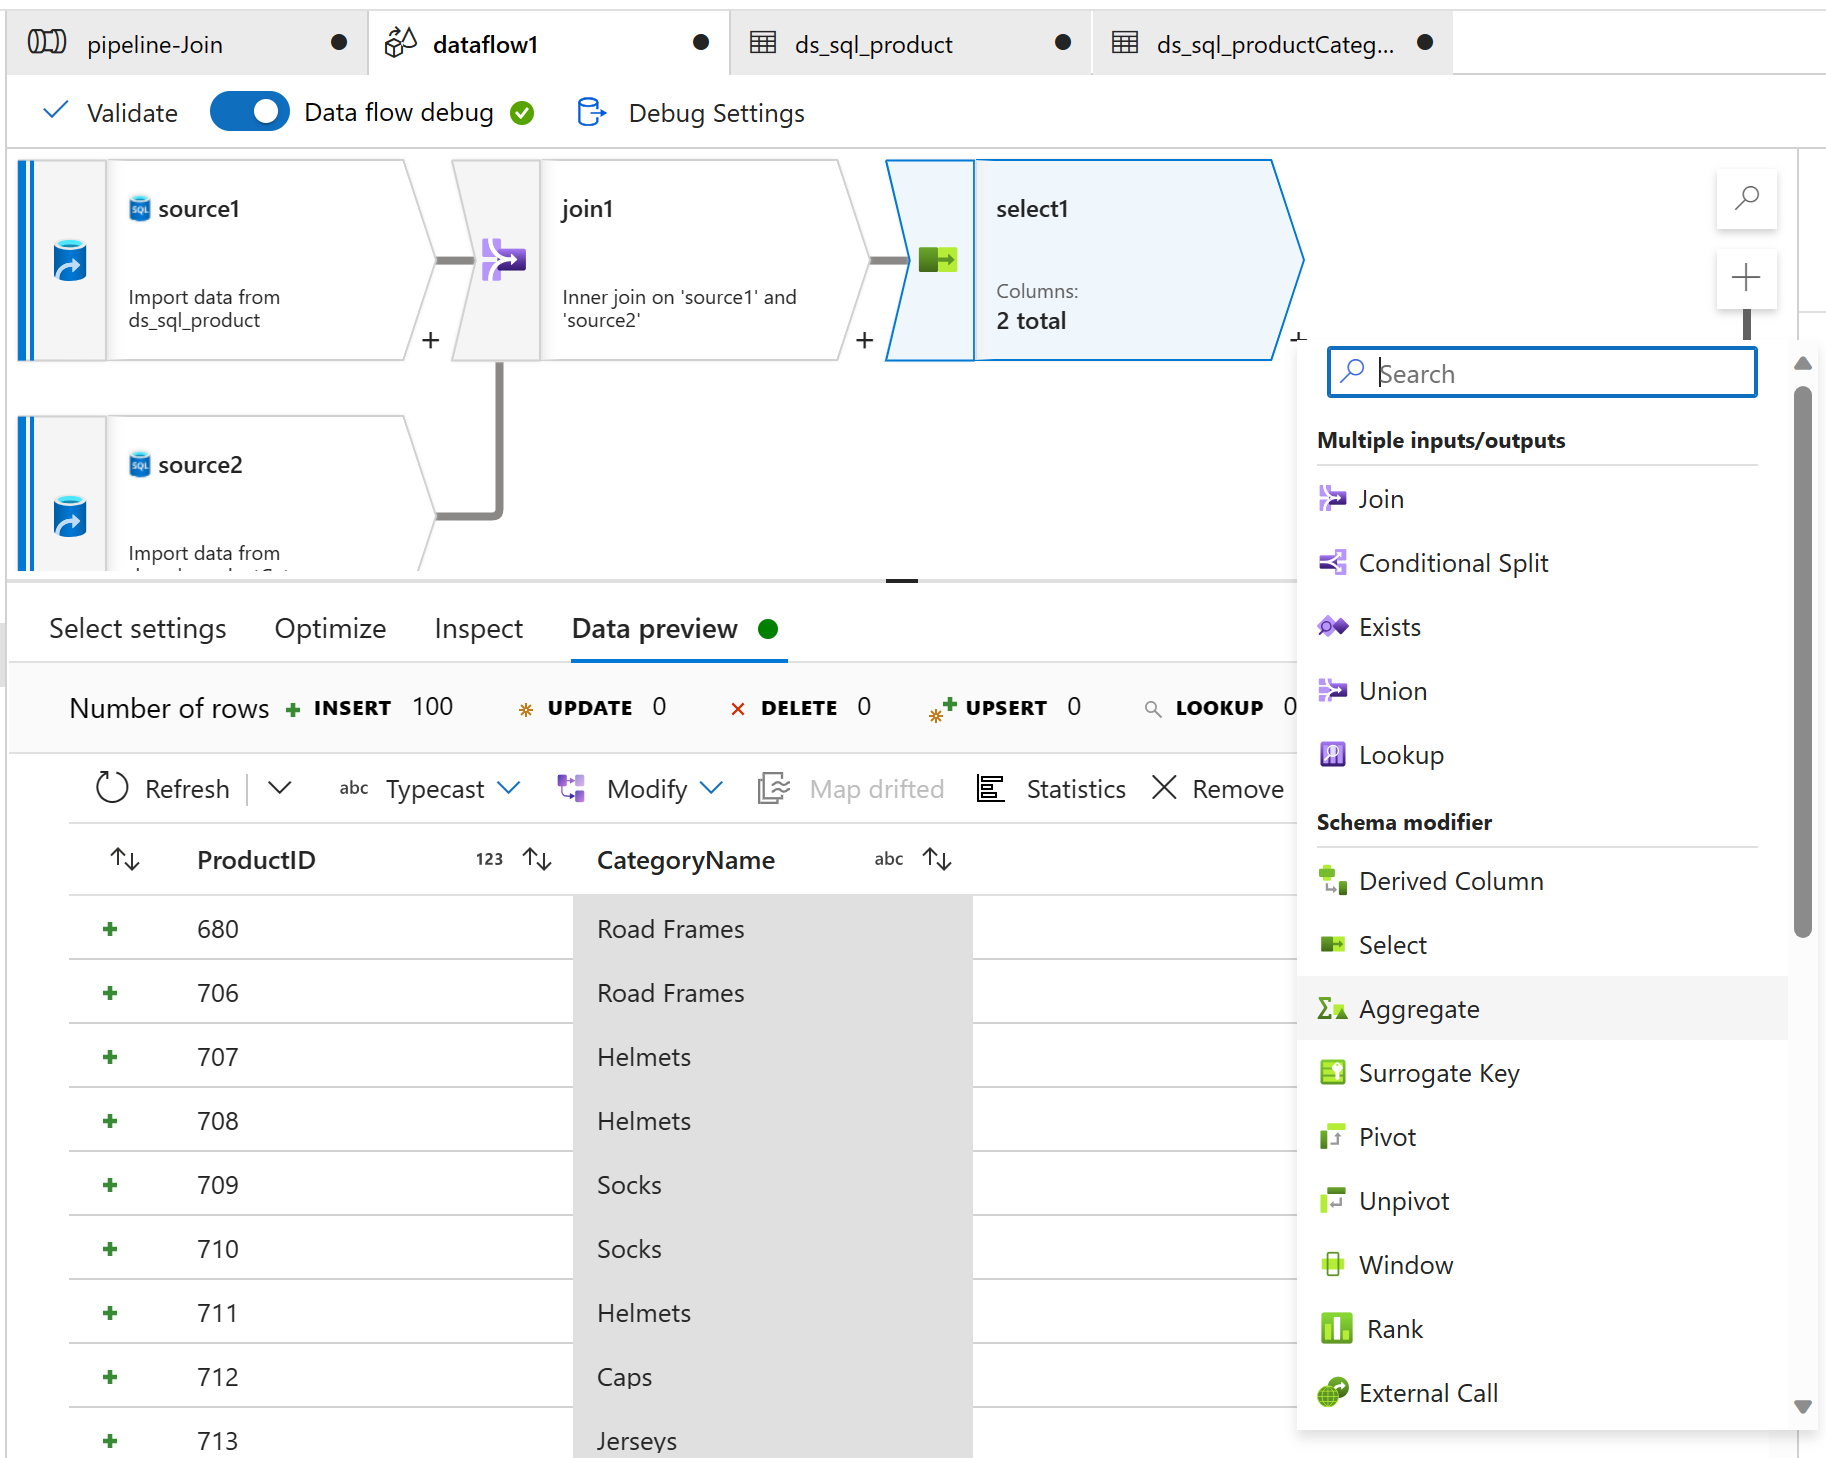 pipeline-Join
dataflow1
ds_sql_product
ds_sql_productCateg...
Validate
Data flow debug
Debug Settings
source1
Import data from
ds_sql_product
+
join1
Inner join on 'source1' and
'source2'
+
select1
Columns:
2 total
+
source2
Import data from
Search
Multiple inputs/outputs
Join
Conditional Split
Exists
Union
Lookup
Schema modifier
Derived Column
Select
Aggregate
Surrogate Key
Pivot
Unpivot
Window
Rank
External Call
Select settings
Optimize
Inspect
Data preview
Number of rows
INSERT 100
UPDATE 0
DELETE 0
UPSERT 0
LOOKUP 0
Refresh
abc Typecast
Modify
Map drifted
Statistics
Remove
ProductID 123
CategoryName abc
680 Road Frames
706 Road Frames
707 Helmets
708 Helmets
709 Socks
710 Socks
711 Helmets
712 Caps
713 Jerseys